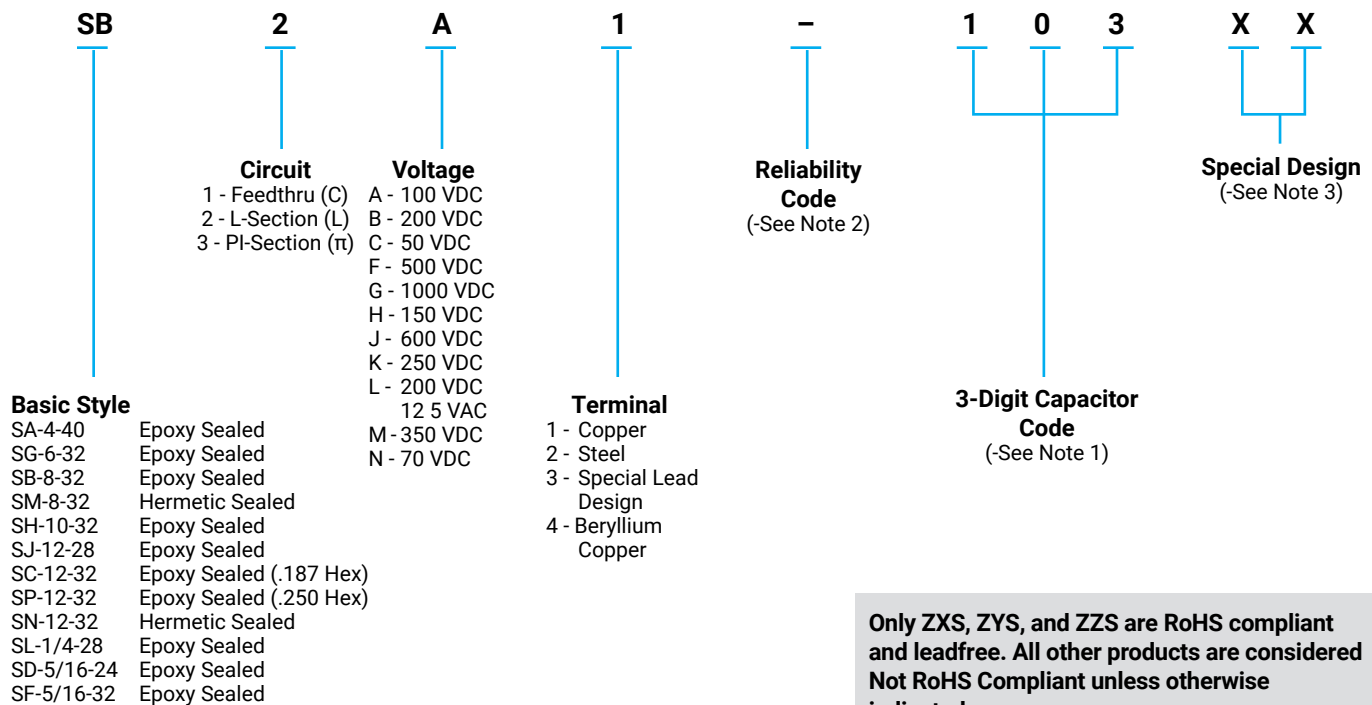 SB 2 A 1 – 1 0 3 X X
Circuit
1 - Feedthru (C)
2 - L-Section (L)
3 - PI-Section (π)
Voltage
A - 100 VDC
B - 200 VDC
C - 50 VDC
F - 500 VDC
G - 1000 VDC
H - 150 VDC
J - 600 VDC
K - 250 VDC
L - 200 VDC
12 5 VAC
M - 350 VDC
N - 70 VDC
Reliability
Code
(-See Note 2)
Special Design
(-See Note 3)
Basic Style
SA-4-40 Epoxy Sealed
SG-6-32 Epoxy Sealed
SB-8-32 Epoxy Sealed
SM-8-32 Hermetic Sealed
SH-10-32 Epoxy Sealed
SJ-12-28 Epoxy Sealed
SC-12-32 Epoxy Sealed (.187 Hex)
SP-12-32 Epoxy Sealed (.250 Hex)
SN-12-32 Hermetic Sealed
SL-1/4-28 Epoxy Sealed
SD-5/16-24 Epoxy Sealed
SF-5/16-32 Epoxy Sealed
Terminal
1 - Copper
2 - Steel
3 - Special Lead
Design
4 - Beryllium
Copper
3-Digit Capacitor
Code
(-See Note 1)
Only ZXS, ZYS, and ZZS are RoHS compliant
and leadfree. All other products are considered
Not RoHS Compliant unless otherwise